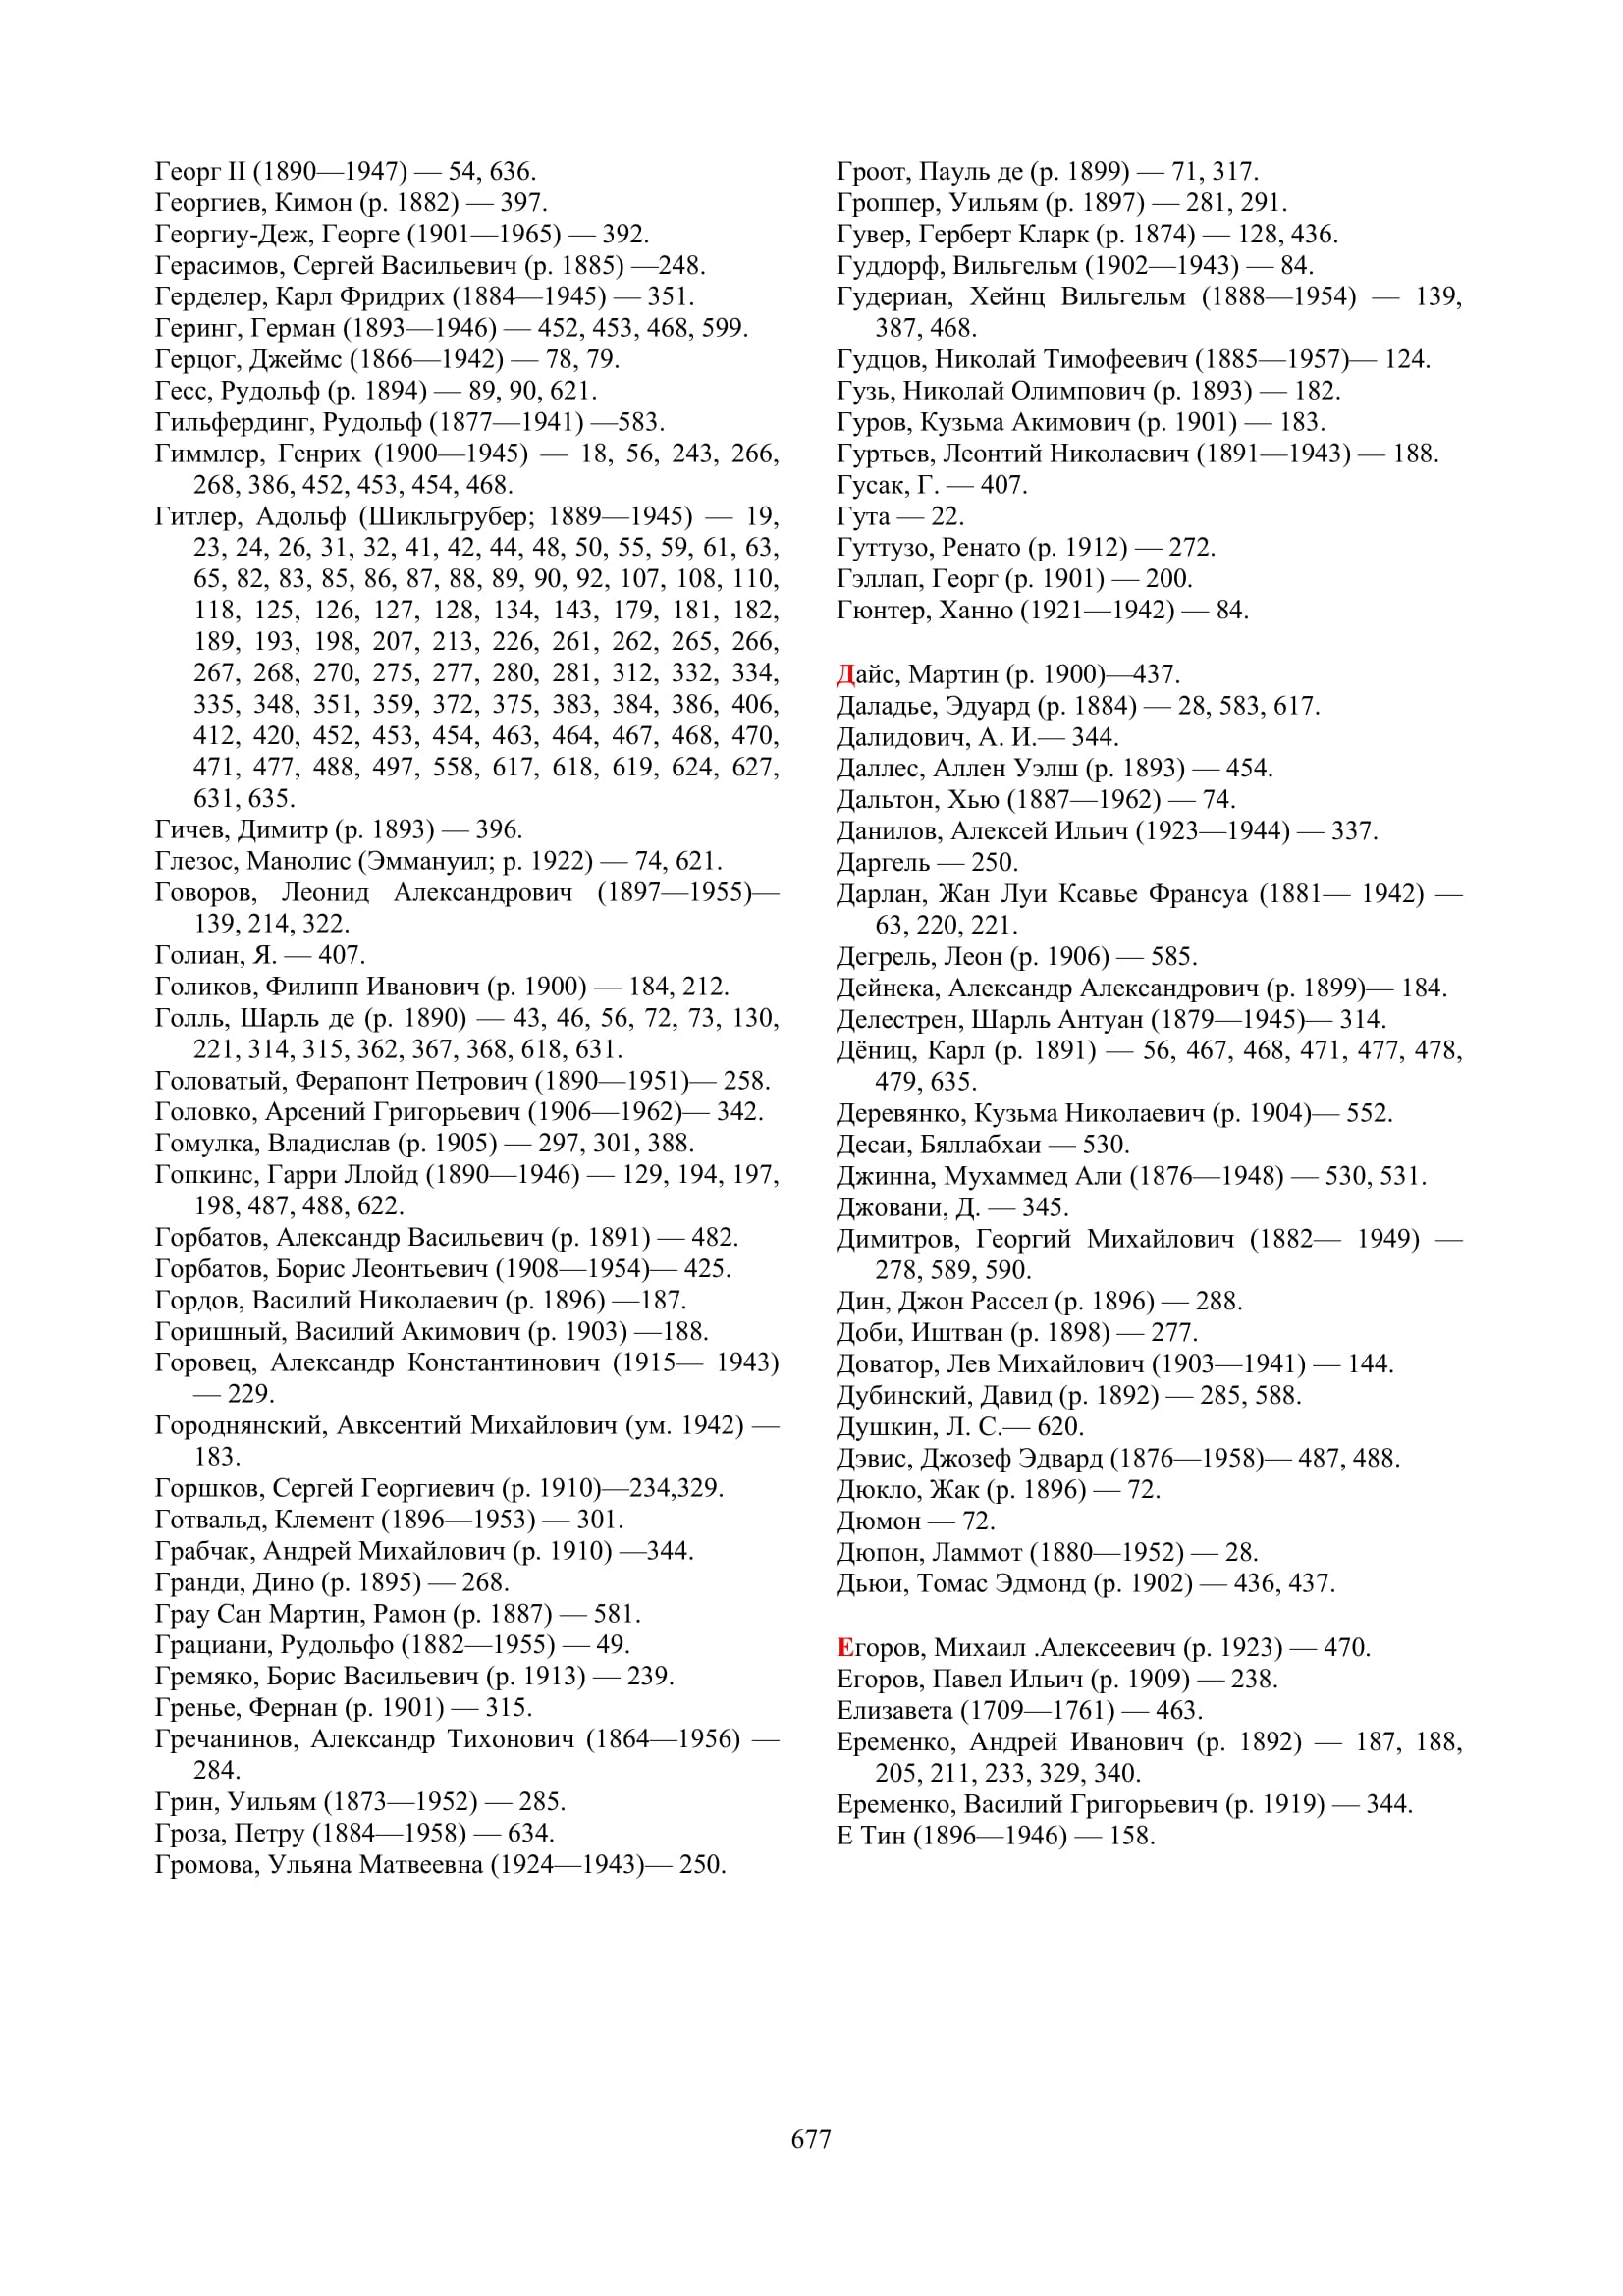 Георг II (1890—1947) — 54, 636.
Георгиев, Кимон (р. 1882) — 397.
Георгиу-Деж, Георге (1901—1965) — 392.
Герасимов, Сергей Васильевич (р. 1885) —248.
Герделер, Карл Фридрих (1884—1945) — 351.
Геринг, Герман (1893—1946) — 452, 453, 468, 599.
Герцог, Джеймс (1866—1942) — 78, 79.
Гесс, Рудольф (р. 1894) — 89, 90, 621.
Гильфердинг, Рудольф (1877—1941) —583.
Гиммлер, Генрих (1900—1945) — 18, 56, 243, 266,
268, 386, 452, 453, 454, 468.
Гитлер, Адольф (Шикльгрубер; 1889—1945) — 19,
23, 24, 26, 31, 32, 41, 42, 44, 48, 50, 55, 59, 61, 63,
65, 82, 83, 85, 86, 87, 88, 89, 90, 92, 107, 108, 110,
118, 125, 126, 127, 128, 134, 143, 179, 181, 182,
189, 193, 198, 207, 213, 226, 261, 262, 265, 266,
267, 268, 270, 275, 277, 280, 281, 312, 332, 334,
335, 348, 351, 359, 372, 375, 383, 384, 386, 406,
412, 420, 452, 453, 454, 463, 464, 467, 468, 470,
471, 477, 488, 497, 558, 617, 618, 619, 624, 627,
631, 635.
Гичев, Димитр (р. 1893) — 396.
Глезос, Манолис (Эммануил; р. 1922) — 74, 621.
Говоров, Леонид Александрович (1897—1955)—
139, 214, 322.
Голиан, Я. — 407.
Голиков, Филипп Иванович (р. 1900) — 184, 212.
Голль, Шарль де (р. 1890) — 43, 46, 56, 72, 73, 130,
221, 314, 315, 362, 367, 368, 618, 631.
Головатый, Ферапонт Петрович (1890—1951)— 258.
Головко, Арсений Григорьевич (1906—1962)— 342.
Гомулка, Владислав (р. 1905) — 297, 301, 388.
Гопкинс, Гарри Ллойд (1890—1946) — 129, 194, 197,
198, 487, 488, 622.
Горбатов, Александр Васильевич (р. 1891) — 482.
Горбатов, Борис Леонтьевич (1908—1954)— 425.
Гордов, Василий Николаевич (р. 1896) —187.
Горишный, Василий Акимович (р. 1903) —188.
Горовец, Александр Константинович (1915— 1943)
— 229.
Городнянский, Авксентий Михайлович (ум. 1942) —
183.
Горшков, Сергей Георгиевич (р. 1910)—234,329.
Готвальд, Клемент (1896—1953) — 301.
Грабчак, Андрей Михайлович (р. 1910) —344.
Гранди, Дино (р. 1895) — 268.
Грау Сан Мартин, Рамон (р. 1887) — 581.
Грациани, Рудольфо (1882—1955) — 49.
Гремяко, Борис Васильевич (р. 1913) — 239.
Гренье, Фернан (р. 1901) — 315.
Гречанинов, Александр Тихонович (1864—1956) —
284.
Грин, Уильям (1873—1952) — 285.
Гроза, Петру (1884—1958) — 634.
Громова, Ульяна Матвеевна (1924—1943)— 250.
Гроот, Пауль де (р. 1899) — 71, 317.
Гроппер, Уильям (р. 1897) — 281, 291.
Гувер, Герберт Кларк (р. 1874) — 128, 436.
Гуддорф, Вильгельм (1902—1943) — 84.
Гудериан, Хейнц Вильгельм (1888—1954) — 139,
387, 468.
Гудцов, Николай Тимофеевич (1885—1957)— 124.
Гузь, Николай Олимпович (р. 1893) — 182.
Гуров, Кузьма Акимович (р. 1901) — 183.
Гуртьев, Леонтий Николаевич (1891—1943) — 188.
Гусак, Г. — 407.
Гута — 22.
Гуттузо, Ренато (р. 1912) — 272.
Гэллап, Георг (р. 1901) — 200.
Гюнтер, Ханно (1921—1942) — 84.
Дайс, Мартин (р. 1900)—437.
Даладье, Эдуард (р. 1884) — 28, 583, 617.
Далидович, А. И.— 344.
Даллес, Аллен Уэлш (р. 1893) — 454.
Дальтон, Хью (1887—1962) — 74.
Данилов, Алексей Ильич (1923—1944) — 337.
Даргель — 250.
Дарлан, Жан Луи Ксавье Франсуа (1881— 1942) —
63, 220, 221.
Дегрель, Леон (р. 1906) — 585.
Дейнека, Александр Александрович (р. 1899)— 184.
Делестрен, Шарль Антуан (1879—1945)— 314.
Дёниц, Карл (р. 1891) — 56, 467, 468, 471, 477, 478,
479, 635.
Деревянко, Кузьма Николаевич (р. 1904)— 552.
Десаи, Бяллабхаи — 530.
Джинна, Мухаммед Али (1876—1948) — 530, 531.
Джовани, Д. — 345.
Димитров, Георгий Михайлович (1882— 1949) —
278, 589, 590.
Дин, Джон Рассел (р. 1896) — 288.
Доби, Иштван (р. 1898) — 277.
Доватор, Лев Михайлович (1903—1941) — 144.
Дубинский, Давид (р. 1892) — 285, 588.
Душкин, Л. С.— 620.
Дэвис, Джозеф Эдвард (1876—1958)— 487, 488.
Дюкло, Жак (р. 1896) — 72.
Дюмон — 72.
Дюпон, Ламмот (1880—1952) — 28.
Дьюи, Томас Эдмонд (р. 1902) — 436, 437.
Егоров, Михаил .Алексеевич (р. 1923) — 470.
Егоров, Павел Ильич (р. 1909) — 238.
Елизавета (1709—1761) — 463.
Еременко, Андрей Иванович (р. 1892) — 187, 188,
205, 211, 233, 329, 340.
Еременко, Василий Григорьевич (р. 1919) — 344.
Е Тин (1896—1946) — 158.
677